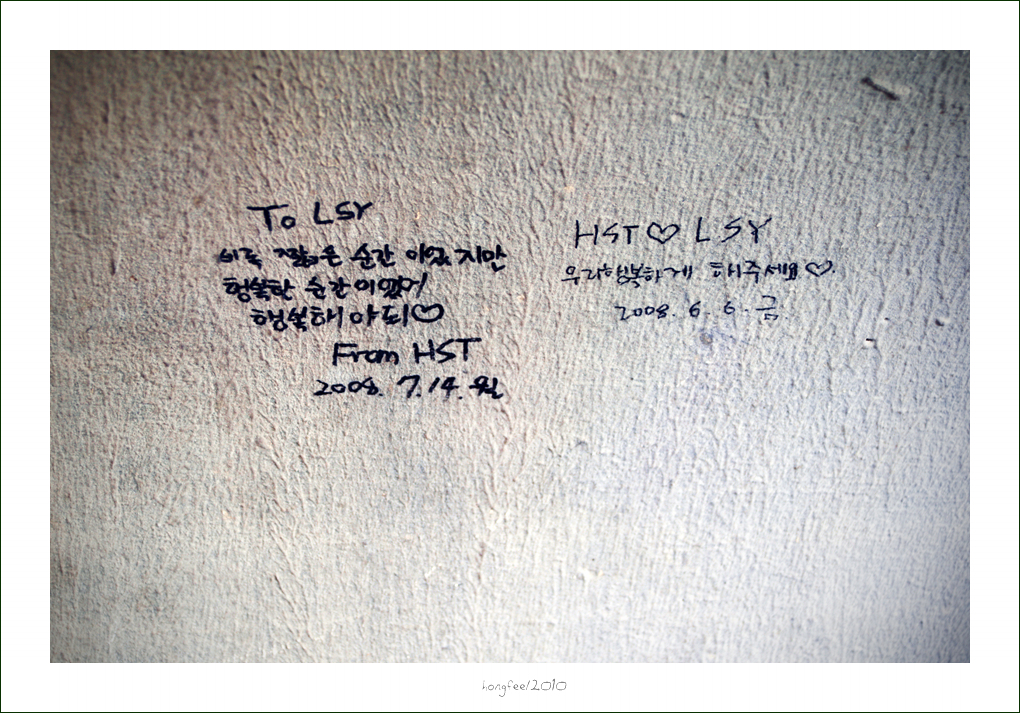 To LSY
비록 짧은 순간 이였지만
행복한 순간이였어
행복해야되♡
From HST
2008. 7.14.월
HST♡LSY
우리행복하게 해주세요♡.
2008. 6. 6. 금.
hongfeel2010